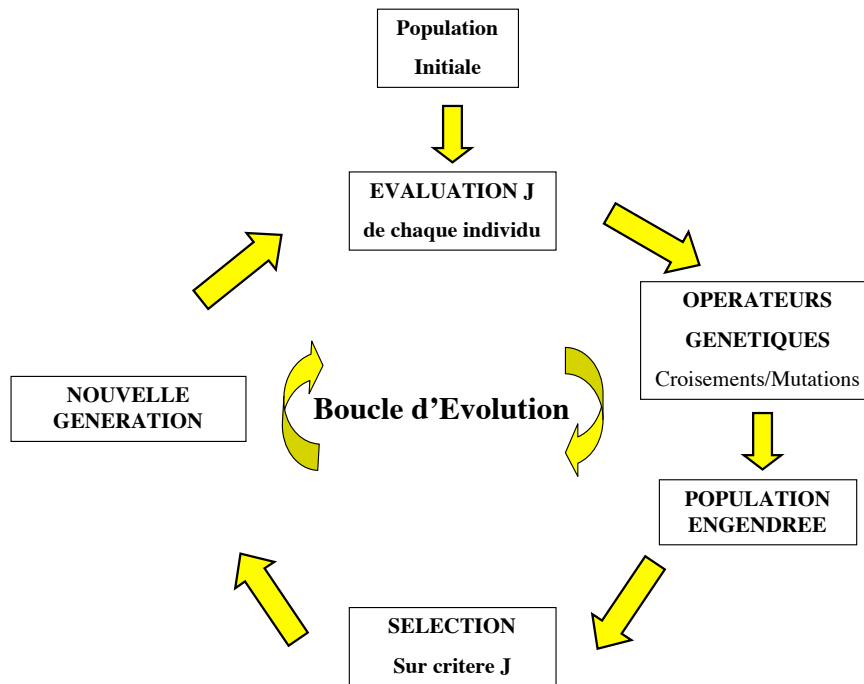 Population
Initiale
EVALUATION J
de chaque individu
OPERATEURS
GENETIQUES
Croisements/Mutations
NOUVELLE
GENERATION
Boucle d’Evolution
POPULATION
ENGENDREE
SELECTION
Sur critere J